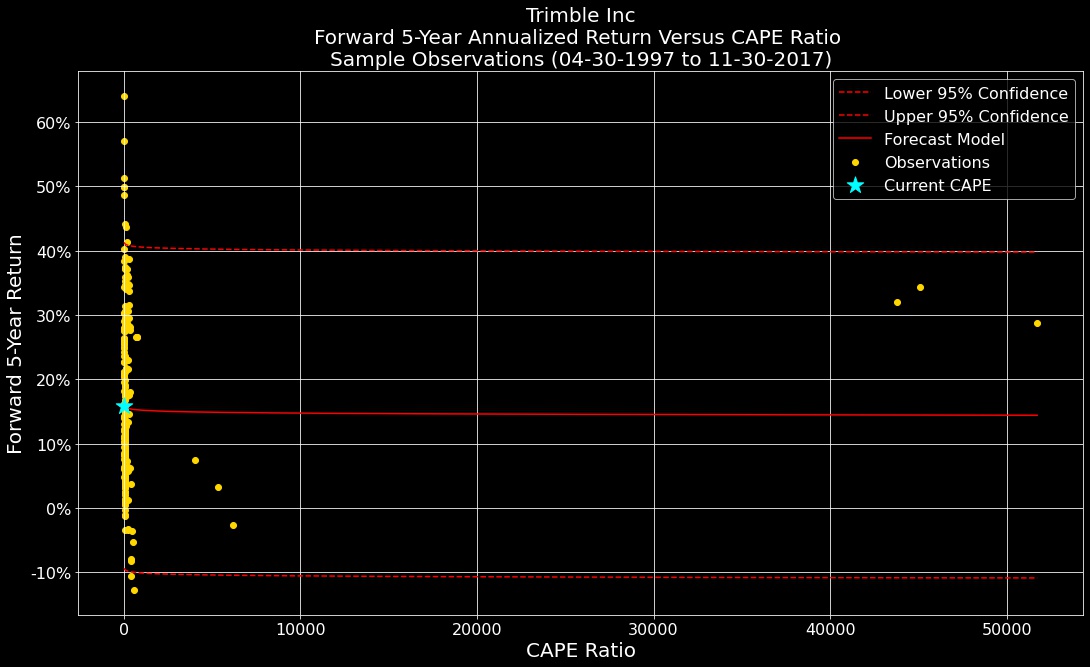 Trimble Inc
Forward 5-Year Annualized Return Versus CAPE Ratio
Sample Observations (04-30-1997 to 11-30-2017)
Lower 95% Confidence
Upper 95% Confidence
Forecast Model
Observations
Current CAPE
Forward 5-Year Return
60%
50%
40%
30%
20%
10%
0%
-10%
0
10000
20000
30000
40000
50000
CAPE Ratio